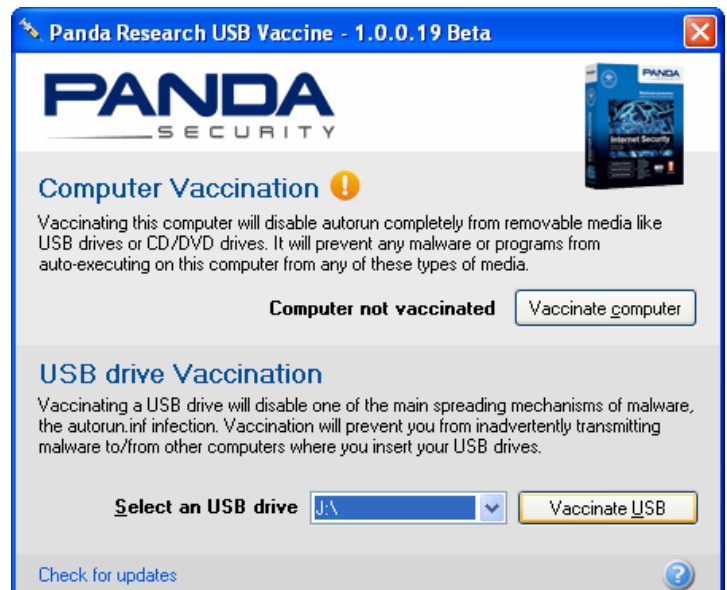 Panda Research USB Vaccine - 1.0.0.19 Beta
PANDA
SECURITY
PANDA
Internet Security
Computer Vaccination
Vaccinating this computer will disable autorun completely from removable media like
USB drives or CD/DVD drives. It will prevent any malware or programs from
auto-executing on this computer from any of these types of media.
Computer not vaccinated
Vaccinate computer
USB drive Vaccination
Vaccinating a USB drive will disable one of the main spreading mechanisms of malware,
the autorun.inf infection. Vaccination will prevent you from inadvertently transmitting
malware to/from other computers where you insert your USB drives.
Select an USB drive
J:\
Vaccinate USB
Check for updates